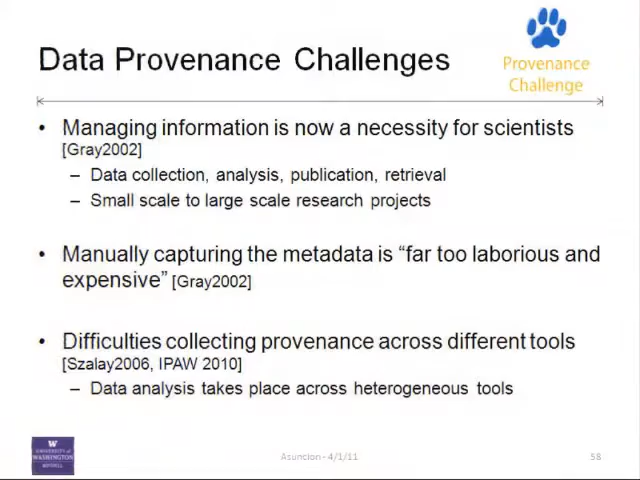 Data Provenance Challenges
Provenance
Challenge
• Managing information is now a necessity for scientists
[Gray2002]
– Data collection, analysis, publication, retrieval
– Small scale to large scale research projects
• Manually capturing the metadata is “far too laborious and
expensive” [Gray2002]
• Difficulties collecting provenance across different tools
[Szalay2006, IPAW 2010]
– Data analysis takes place across heterogeneous tools
W
UNIVERSITY OF
WASHINGTON
BOTHELL
Asuncion - 4/1/11
58